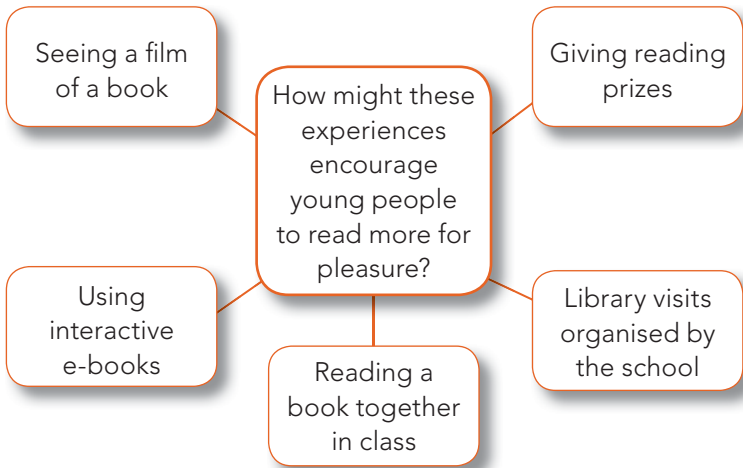 Seeing a film
of a book
How might these
experiences
encourage
young people
to read more for
pleasure?
Giving reading
prizes
Using
interactive
e-books
Reading a
book together
in class
Library visits
organised by
the school